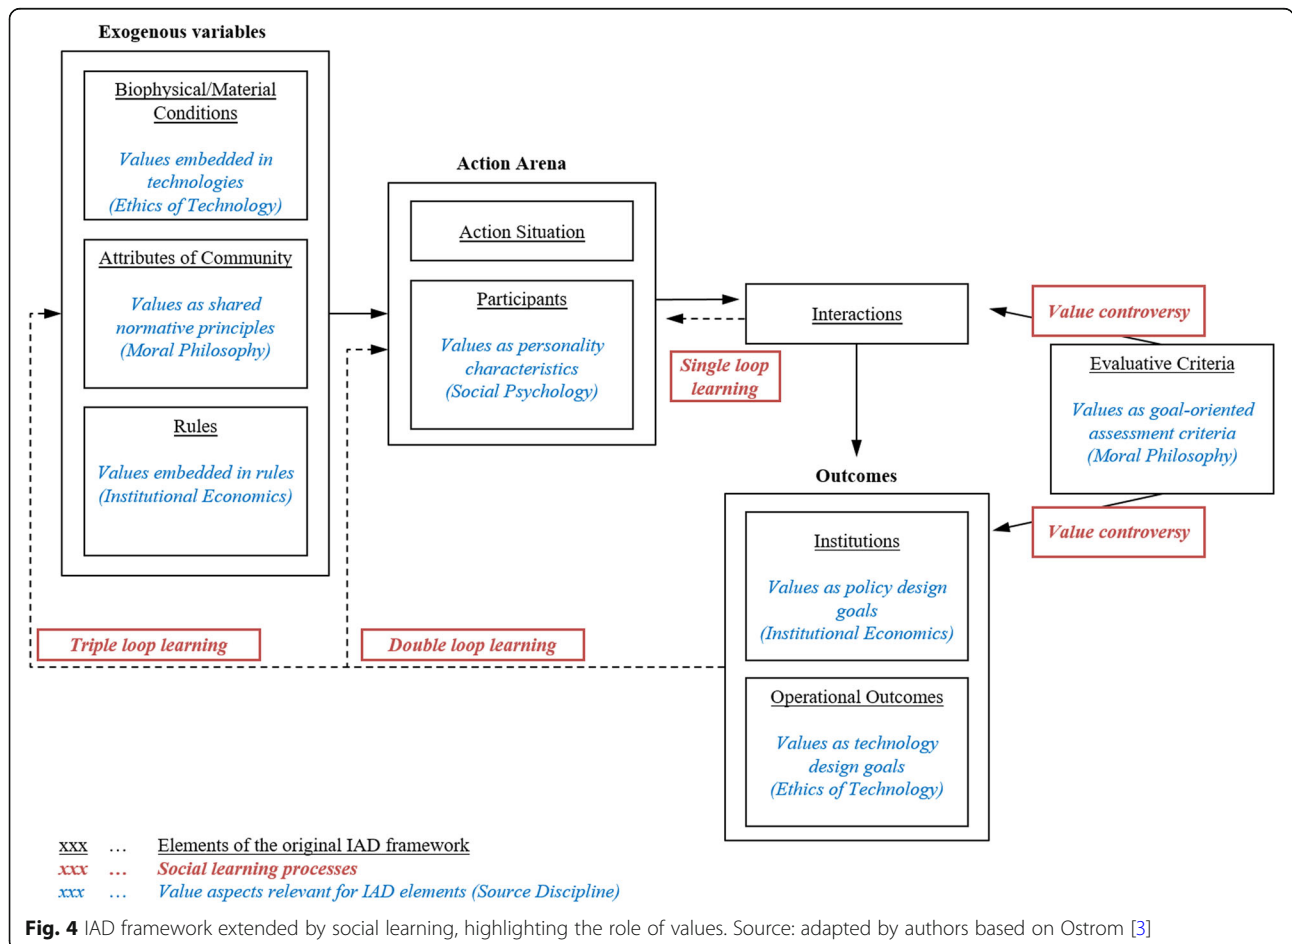 Exogenous variables
Biophysical/Material
Conditions
Values embedded in
technologies
(Ethics of Technology)
Attributes of Community
Values as shared
normative principles
(Moral Philosophy)
Rules
Values embedded in rules
(Institutional Economics)
Action Arena
Action Situation
Participants
Values as personality
characteristics
(Social Psychology)
Single loop
learning
Interactions
Value controversy
Evaluative Criteria
Values as goal-oriented
assessment criteria
(Moral Philosophy)
Value controversy
Outcomes
Institutions
Values as policy design
goals
(Institutional Economics)
Operational Outcomes
Values as technology
design goals
(Ethics of Technology)
Triple loop learning
Double loop learning
xxx ... Elements of the original IAD framework
xxx ... Social learning processes
xxx ... Value aspects relevant for IAD elements (Source Discipline)
Fig. 4 IAD framework extended by social learning, highlighting the role of values. Source: adapted by authors based on Ostrom [3]